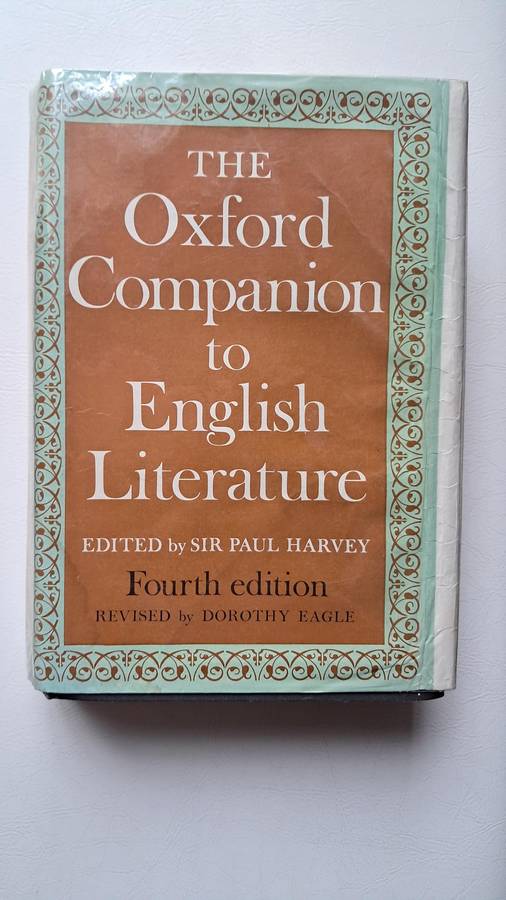 THE
Oxford
Companion
to
English
Literature
EDITED by SIR PAUL HARVEY
Fourth edition
REVISED by DOROTHY EAGLE